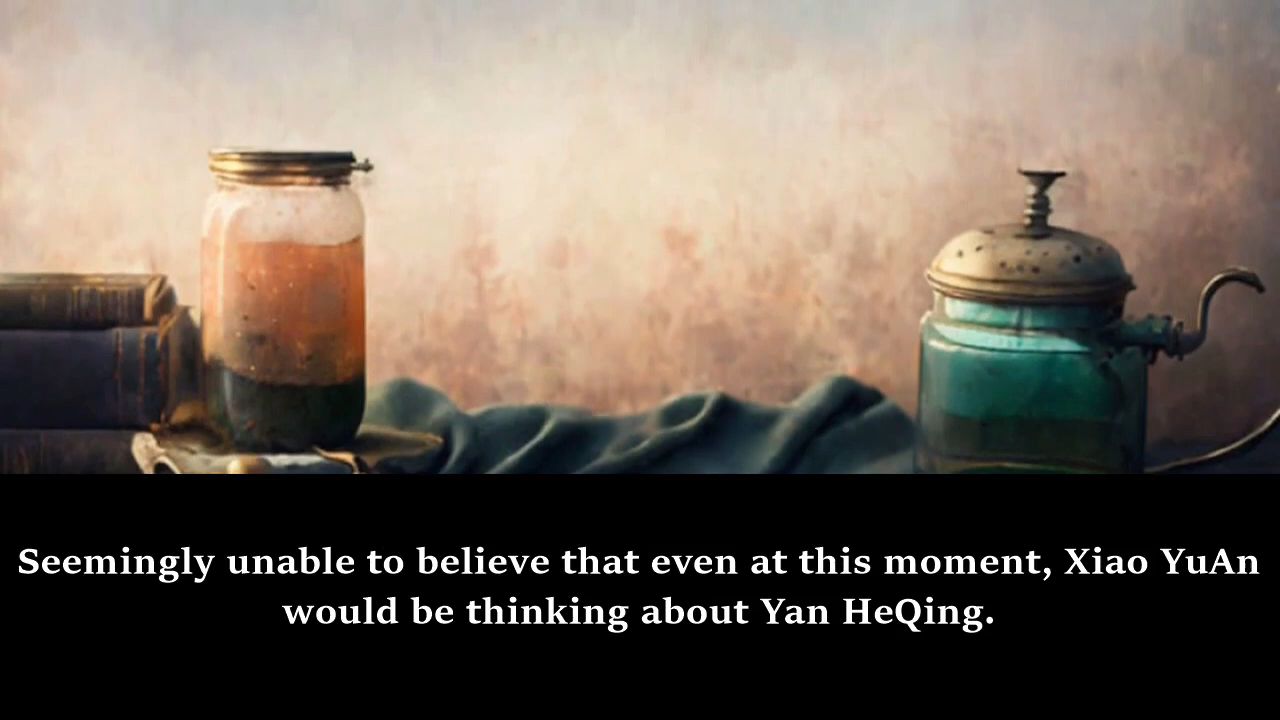 Seemingly unable to believe that even at this moment, Xiao YuAn
would be thinking about Yan HeQing.